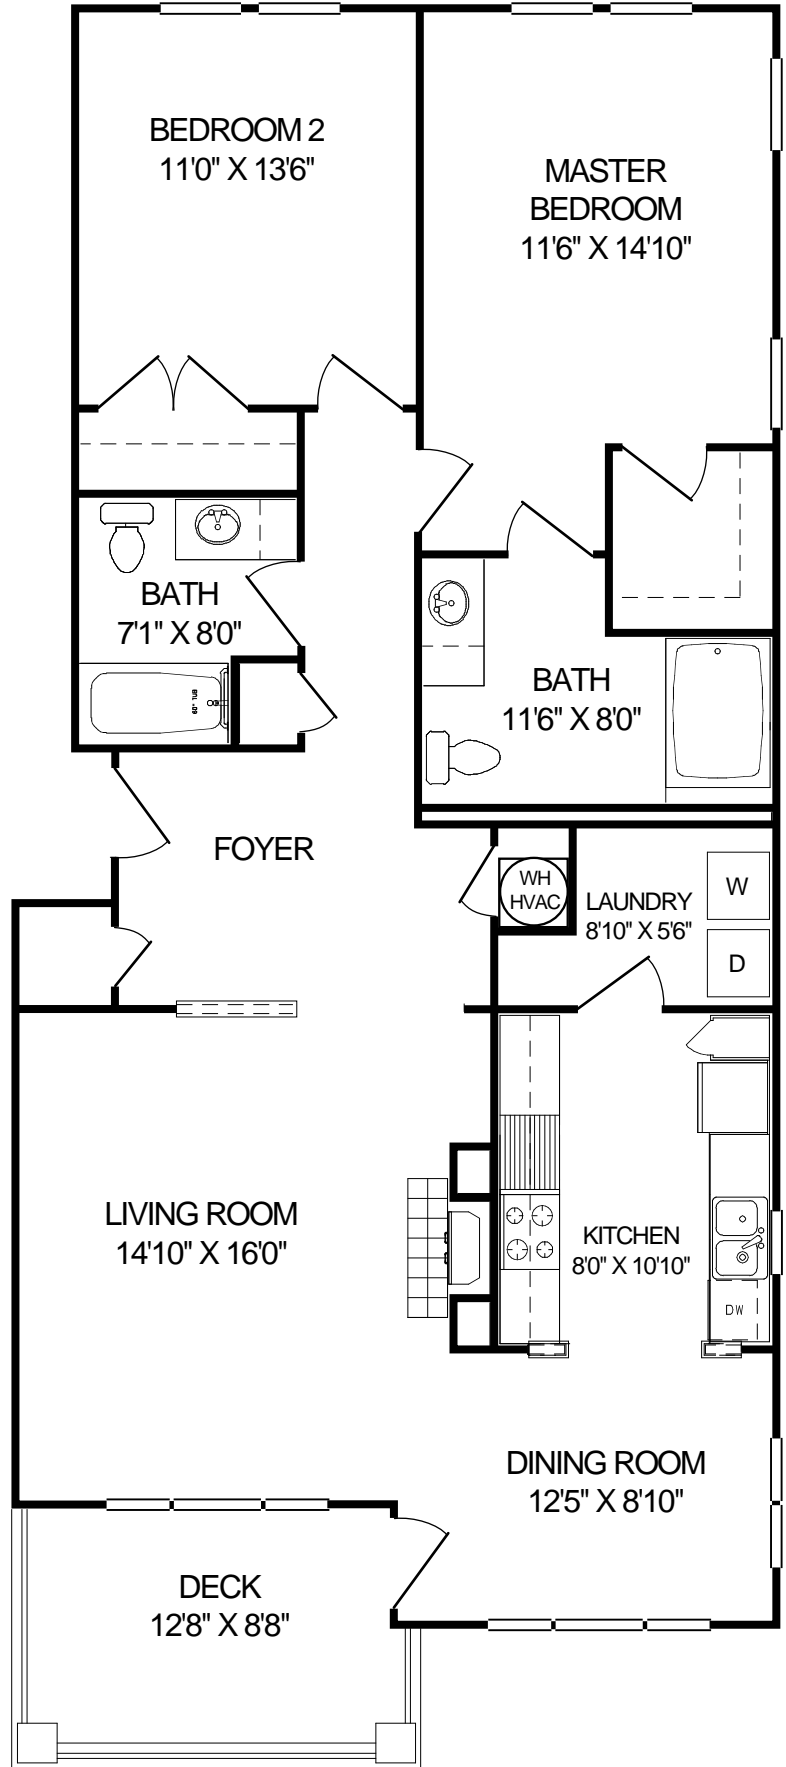 BEDROOM 2
11'0" X 13'6"
MASTER
BEDROOM
11'6" X 14'10"
BATH
7'1" X 8'0"
BATH
11'6" X 8'0"
FOYER
WH
HVAC
LAUNDRY
8'10" X 5'6"
W
D
LIVING ROOM
14'10" X 16'0"
KITCHEN
8'0" X 10'10"
DW
DINING ROOM
12'5" X 8'10"
DECK
12'8" X 8'8"